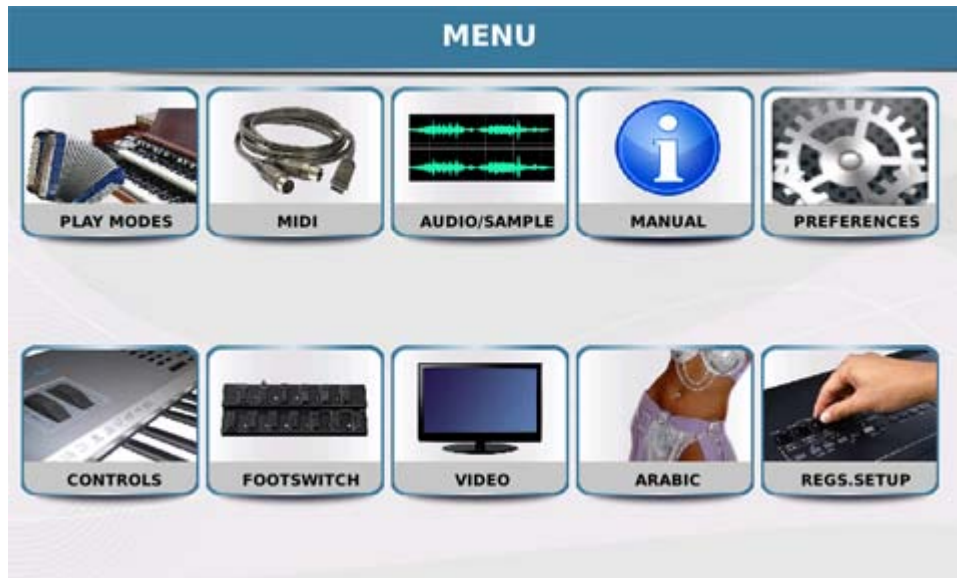 MENU
PLAY MODES
MIDI
AUDIO/SAMPLE
MANUAL
PREFERENCES
CONTROLS
FOOTSWITCH
VIDEO
ARABIC
REGS.SETUP